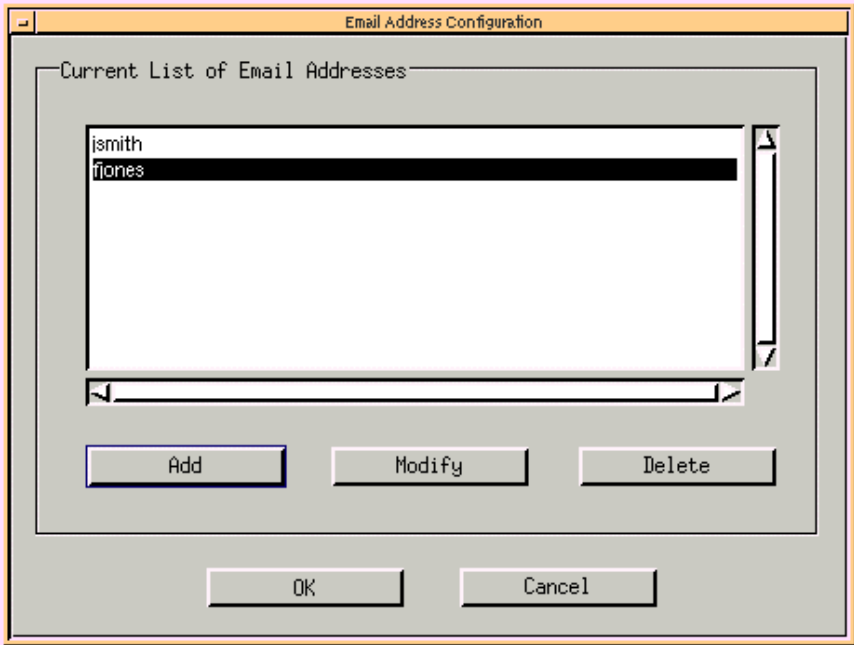 Email Address Configuration
Current List of Email Addresses
jsmith
fjones
Add Modify Delete
OK Cancel